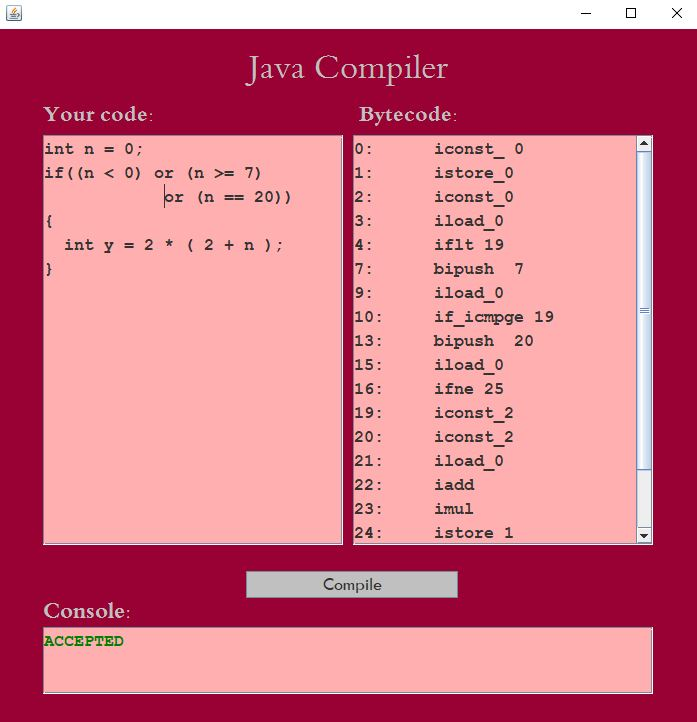 Java Compiler
Your code:
int n = 0;
if((n < 0) or (n >= 7)
or (n == 20))
{
int y = 2 * ( 2 + n );
}
Bytecode:
0: iconst_ 0
1: istore_0
2: iconst_0
3: iload_0
4: iflt 19
7: bipush 7
9: iload_0
10: if_icmpge 19
13: bipush 20
15: iload_0
16: ifne 25
19: iconst_2
20: iconst_2
21: iload_0
22: iadd
23: imul
24: istore 1
Compile
Console:
ACCEPTED